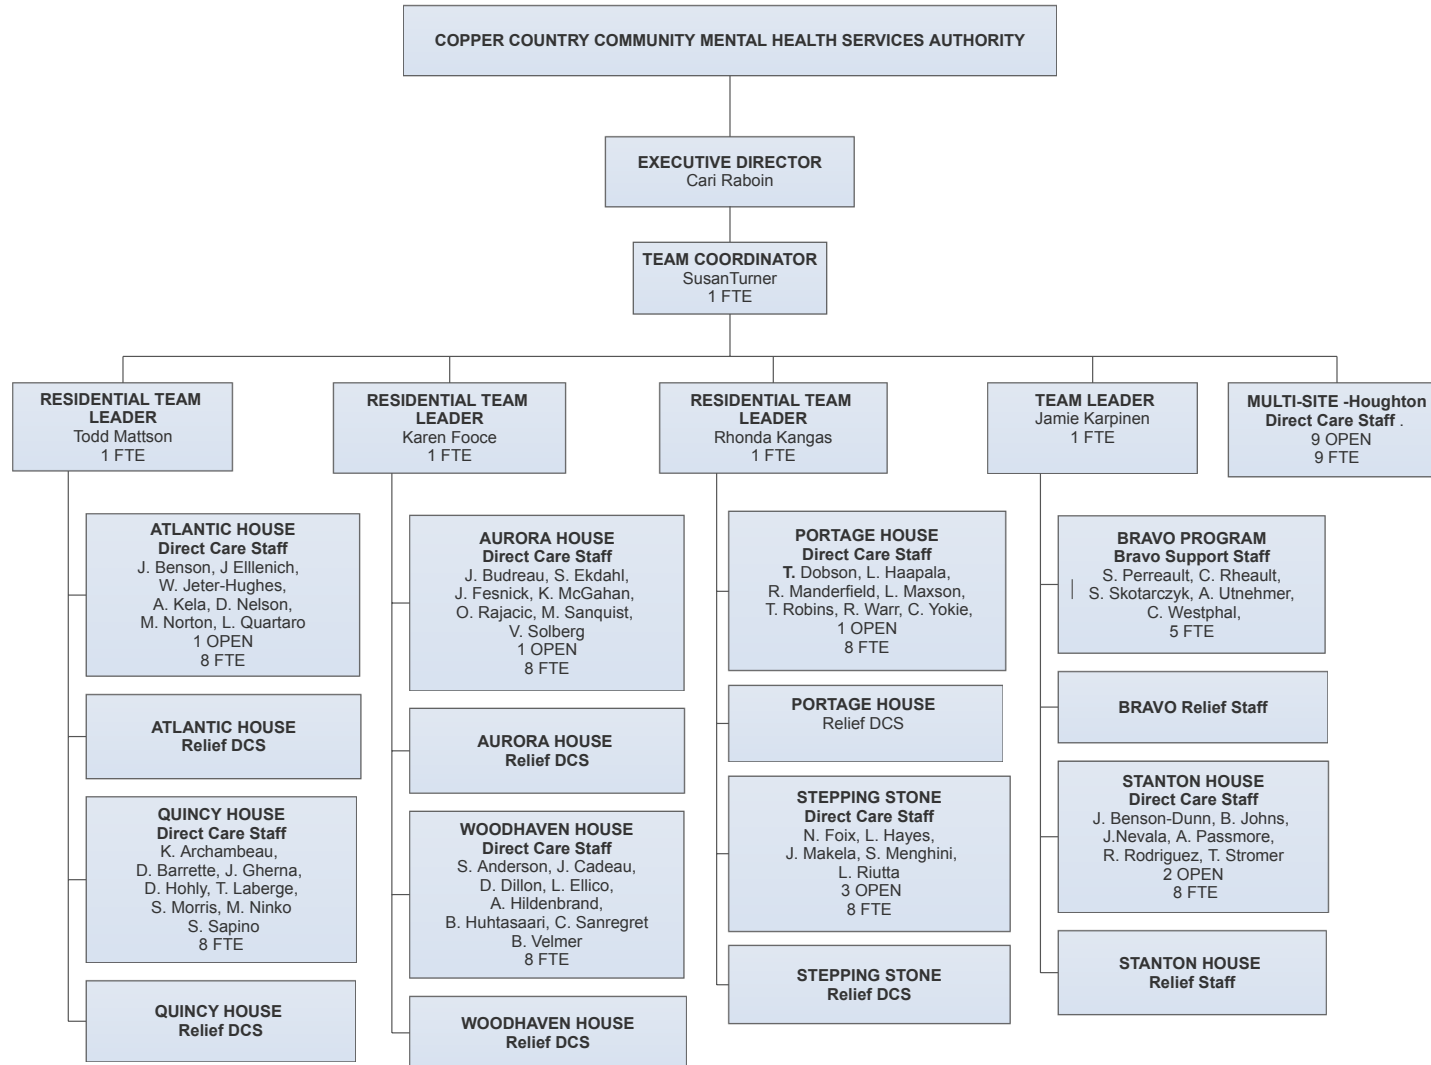 COPPER COUNTRY COMMUNITY MENTAL HEALTH SERVICES AUTHORITY
EXECUTIVE DIRECTOR
Cari Raboin
TEAM COORDINATOR
SusanTurner
1 FTE
RESIDENTIAL TEAM
LEADER
Todd Mattson
1 FTE
RESIDENTIAL TEAM
LEADER
Karen Fooce
1 FTE
RESIDENTIAL TEAM
LEADER
Rhonda Kangas
1 FTE
TEAM LEADER
Jamie Karpinen
1 FTE
MULTI-SITE -Houghton
Direct Care Staff .
9 OPEN
9 FTE
ATLANTIC HOUSE
Direct Care Staff
J. Benson, J Elllenich,
W. Jeter-Hughes,
A. Kela, D. Nelson,
M. Norton, L. Quartaro
1 OPEN
8 FTE
ATLANTIC HOUSE
Relief DCS
QUINCY HOUSE
Direct Care Staff
K. Archambeau,
D. Barrette, J. Gherna,
D. Hohly, T. Laberge,
S. Morris, M. Ninko
S. Sapino
8 FTE
QUINCY HOUSE
Relief DCS
AURORA HOUSE
Direct Care Staff
J. Budreau, S. Ekdahl,
J. Fesnick, K. McGahan,
O. Rajacic, M. Sanquist,
V. Solberg
1 OPEN
8 FTE
AURORA HOUSE
Relief DCS
WOODHAVEN HOUSE
Direct Care Staff
S. Anderson, J. Cadeau,
D. Dillon, L. Ellico,
A. Hildenbrand,
B. Huhtasaari, C. Sanregret
B. Velmer
8 FTE
WOODHAVEN HOUSE
Relief DCS
PORTAGE HOUSE
Direct Care Staff
T. Dobson, L. Haapala,
R. Manderfield, L. Maxson,
T. Robins, R. Warr, C. Yokie,
1 OPEN
8 FTE
PORTAGE HOUSE
Relief DCS
STEPPING STONE
Direct Care Staff
N. Foix, L. Hayes,
J. Makela, S. Menghini,
L. Riutta
3 OPEN
8 FTE
STEPPING STONE
Relief DCS
BRAVO PROGRAM
Bravo Support Staff
S. Perreault, C. Rheault,
S. Skotarczyk, A. Utnehmer,
C. Westphal,
5 FTE
BRAVO Relief Staff
STANTON HOUSE
Direct Care Staff
J. Benson-Dunn, B. Johns,
J.Nevala, A. Passmore,
R. Rodriguez, T. Stromer
2 OPEN
8 FTE
STANTON HOUSE
Relief Staff